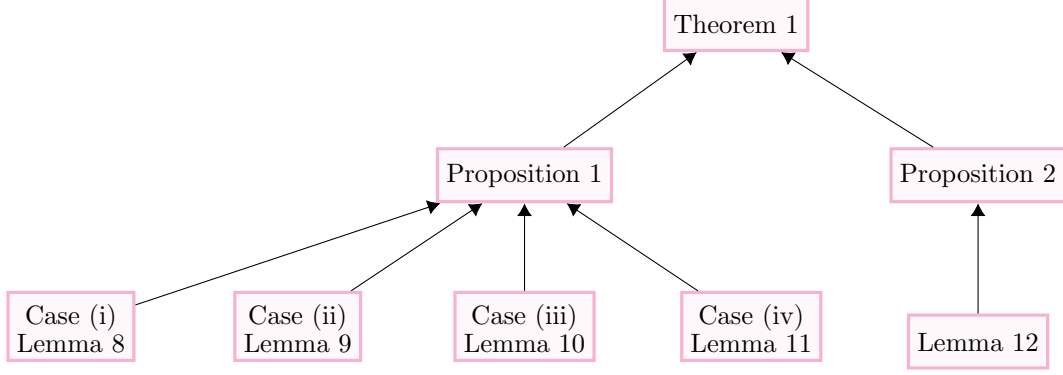 Theorem 1
Proposition 1
Proposition 2
Case (i)
Lemma 8
Case (ii)
Lemma 9
Case (iii)
Lemma 10
Case (iv)
Lemma 11
Lemma 12